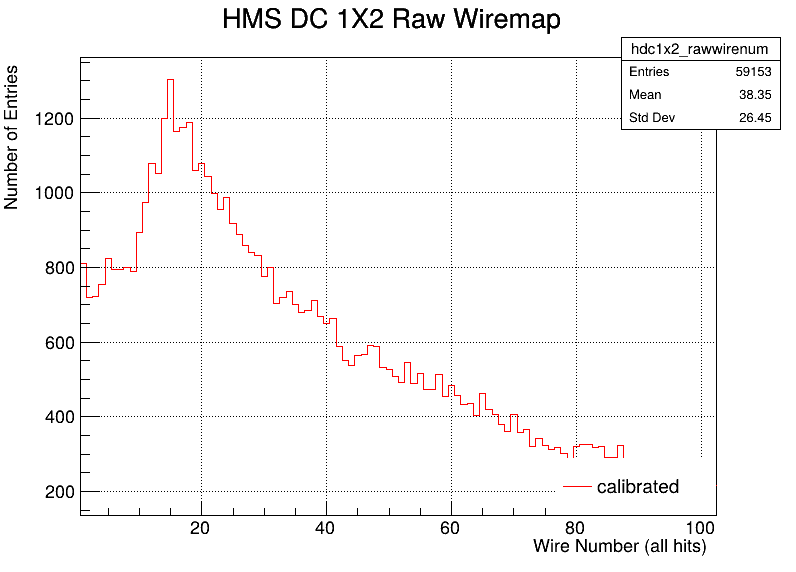 HMS DC 1X2 Raw Wiremap
hdc1x2_rawwirenum
Entries 59153
Mean 38.35
Std Dev 26.45
Number of Entries
1200
1000
800
600
400
200
calibrated
20 40 60 80 100
Wire Number (all hits)